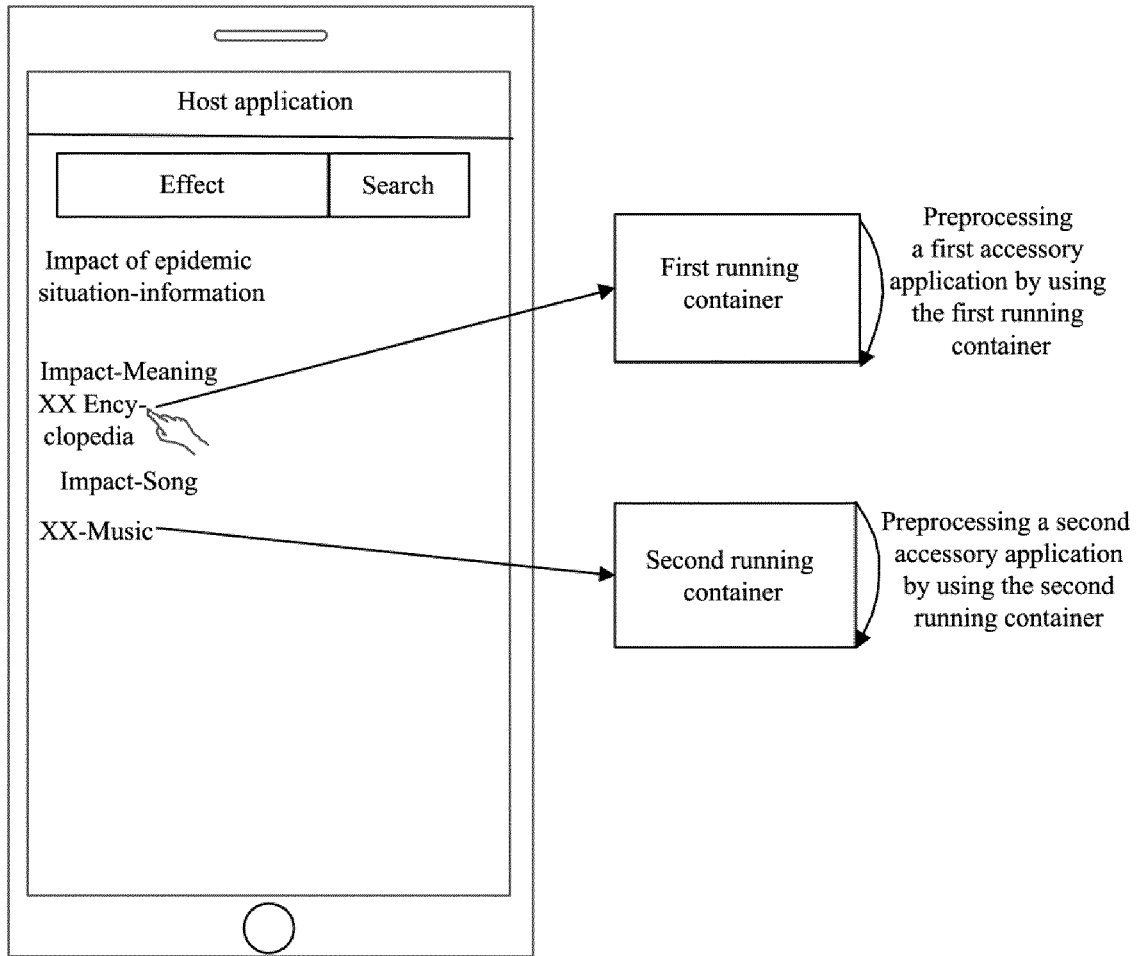 Host application
Effect
Search
Impact of epidemic
situation-information
Impact-Meaning
XX Ency-
clopedia
Impact-Song
XX-Music
First running
container
Preprocessing
a first accessory
application by using
the first running
container
Second running
container
Preprocessing a second
accessory application
by using the second
running container